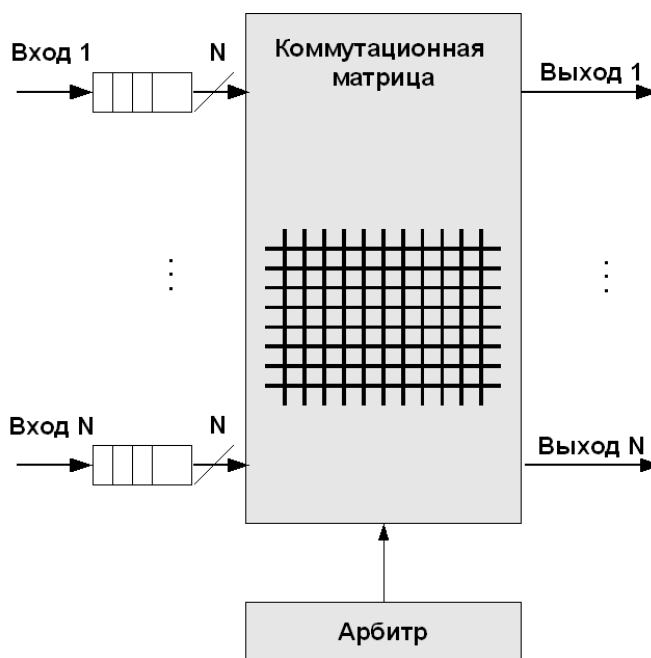 Коммутационная
матрица
Вход 1
N
Выход 1
Вход N
N
Выход N
Арбитр